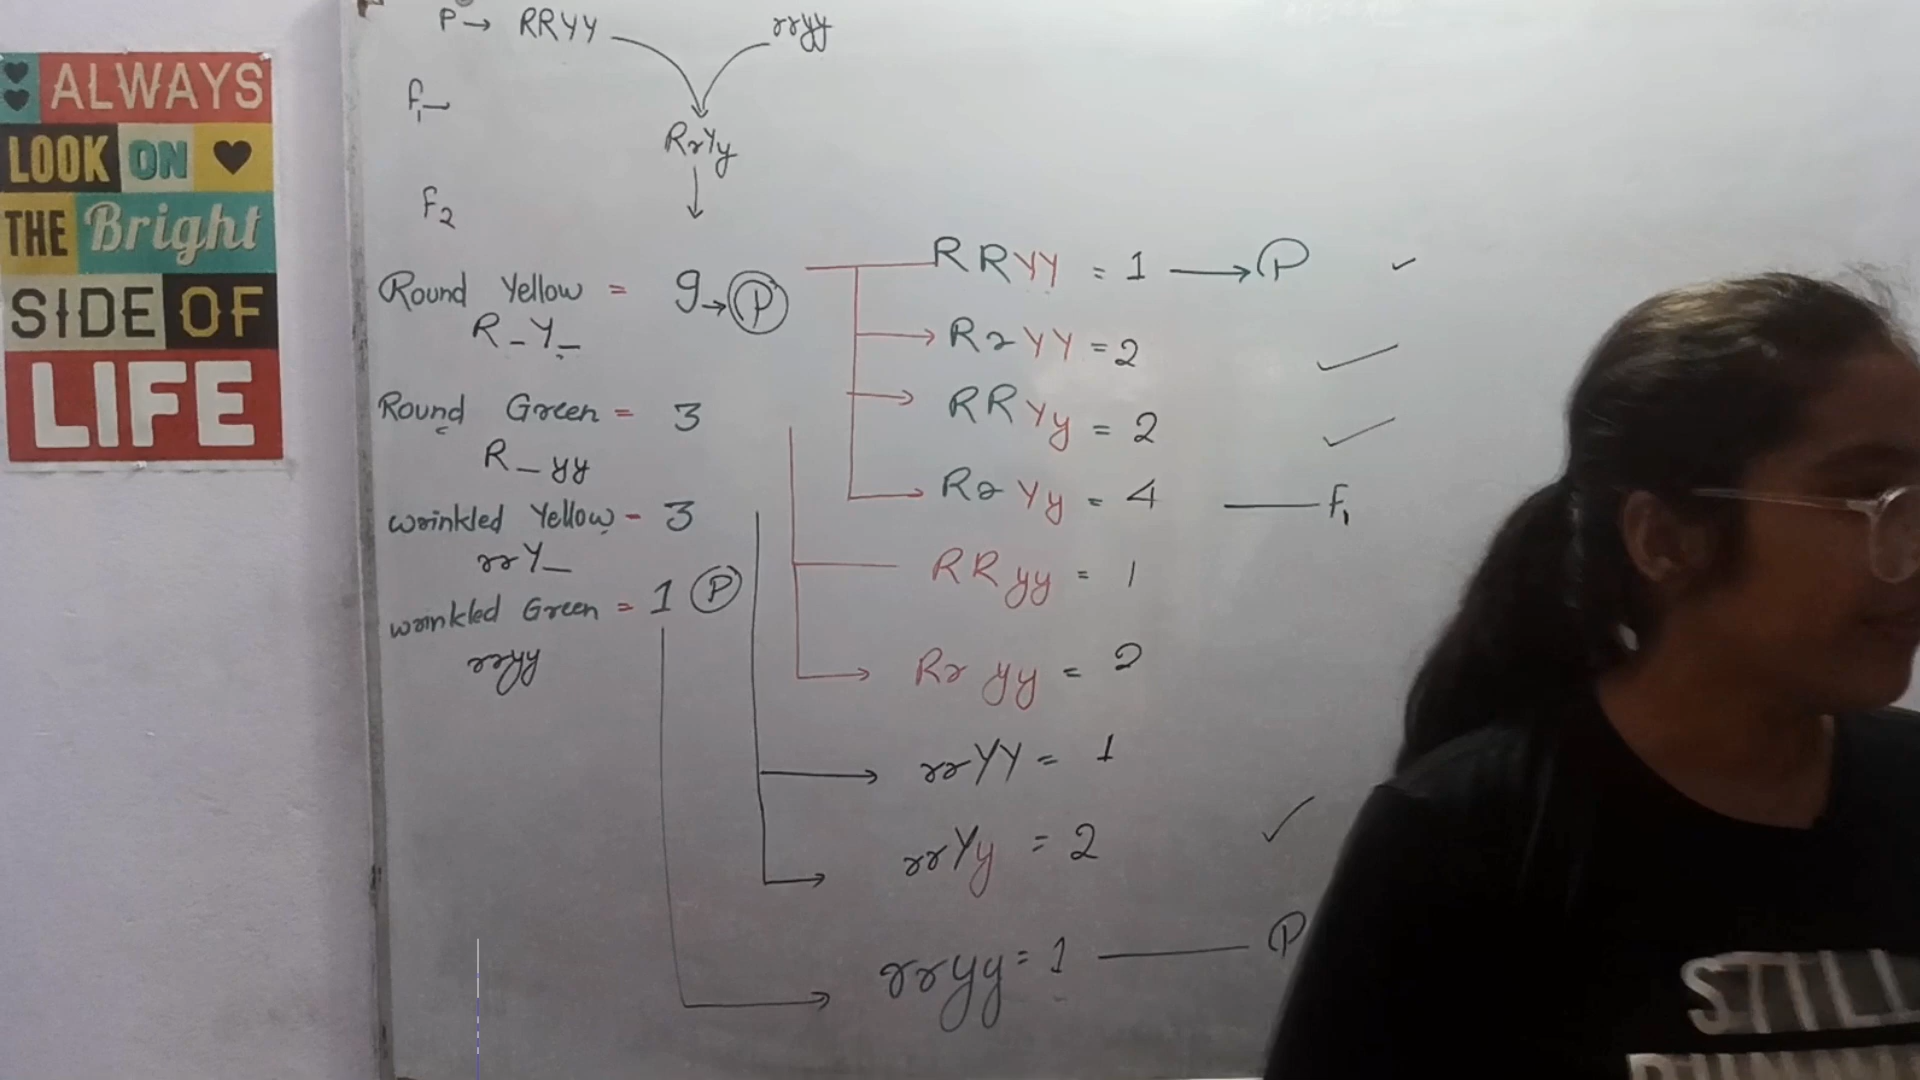 ALWAYS
LOOK ON
THE Bright
SIDE OF
LIFE
P → RRYY rryy
F1 →
RrYy
F2
Round Yellow = 9 → P
R_Y_
Round Green = 3
R_yy
wrinkled Yellow - 3
rrY_
wrinkled Green = 1 P
rryy
RRYY = 1 → P ✓
RrYY = 2 ✓
RRYy = 2 ✓
RrYy = 4 — F1
RRyy = 1
Rryy = 2
rrYY = 1
rrYy = 2 ✓
rryy = 1 — P
STILL